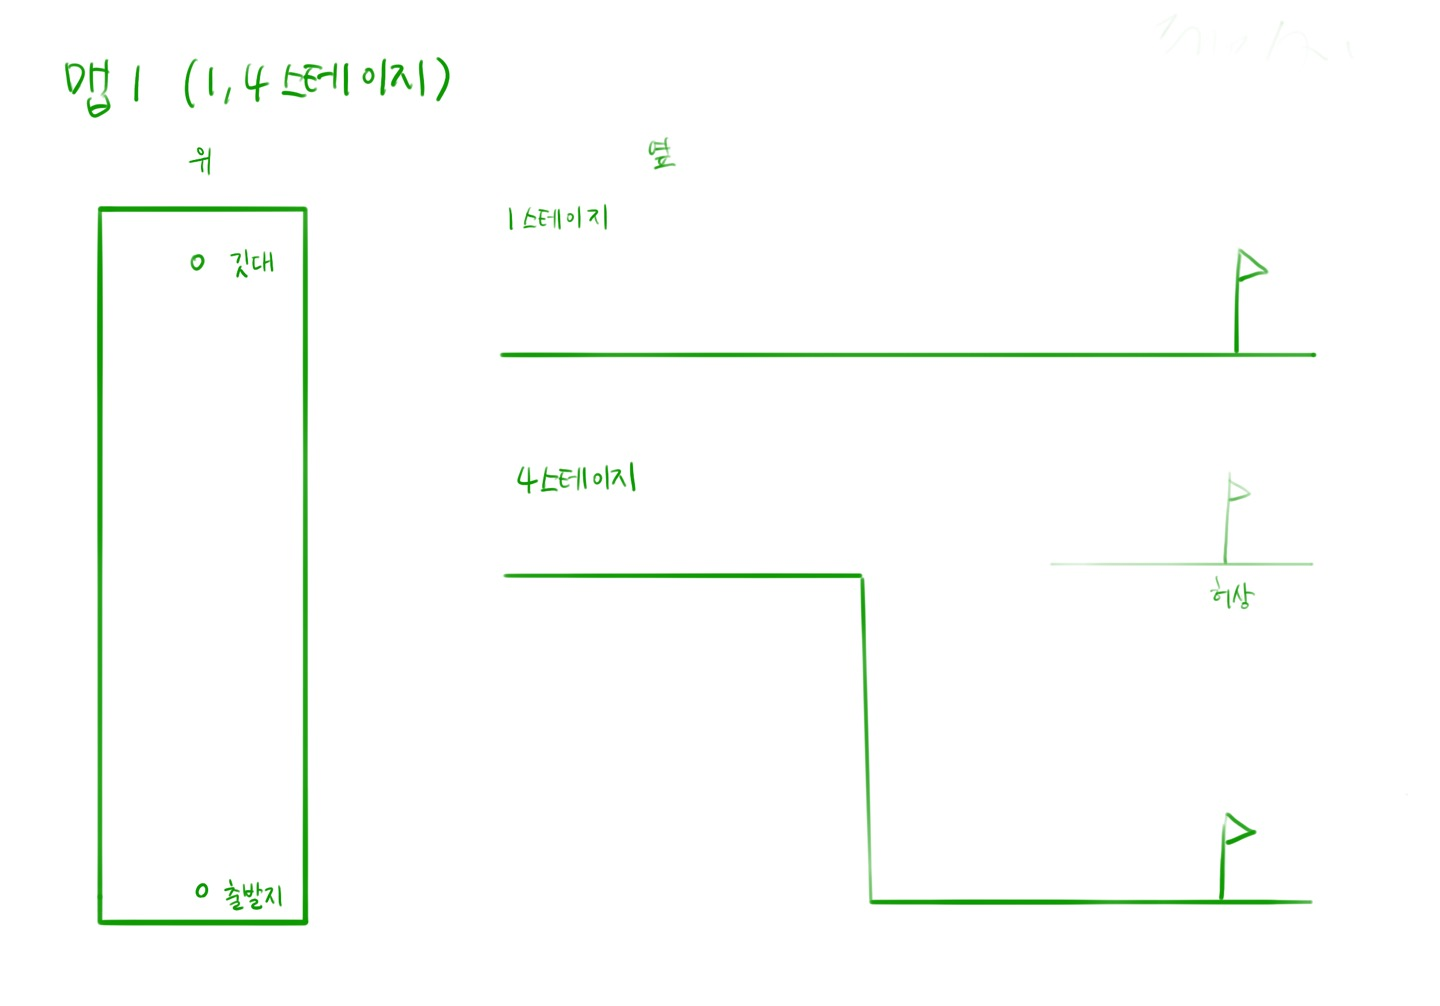 맵 1 (1,4 스테이지)
위
옆
깃대
출발지
1 스테이지
4 스테이지
허상